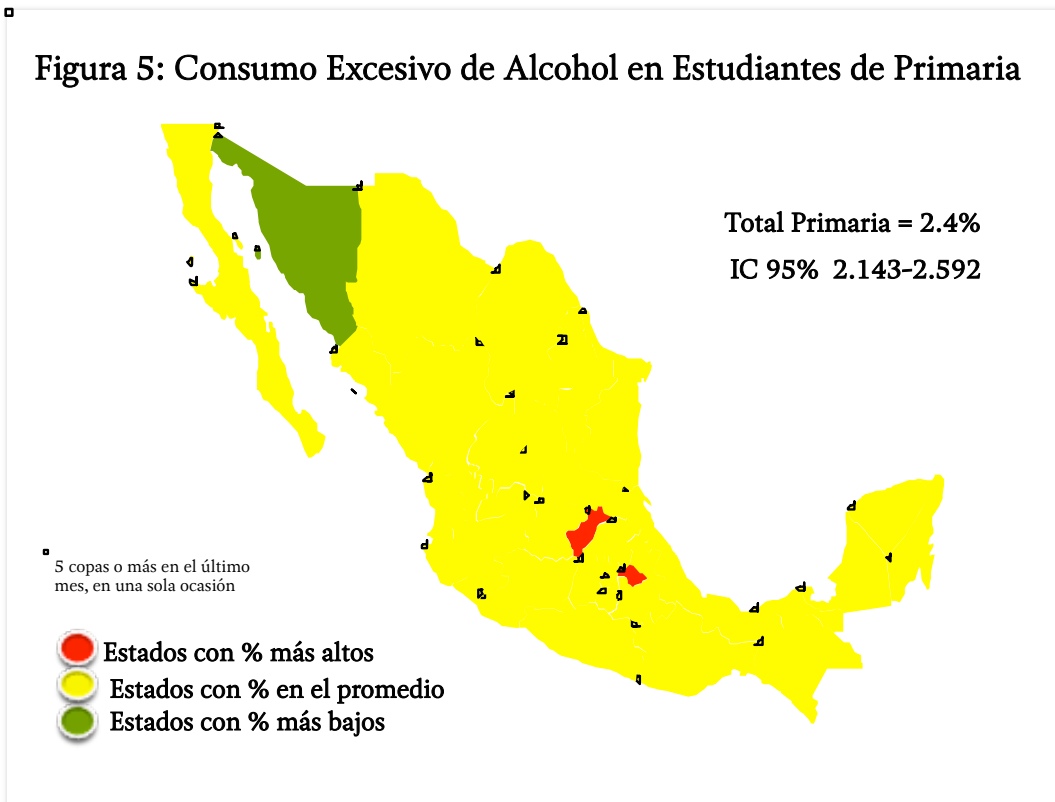 Figura 5: Consumo Excesivo de Alcohol en Estudiantes de Primaria
Total Primaria = 2.4%
IC 95% 2.143-2.592
5 copas o más en el último
mes, en una sola ocasión
Estados con % más altos
Estados con % en el promedio
Estados con % más bajos